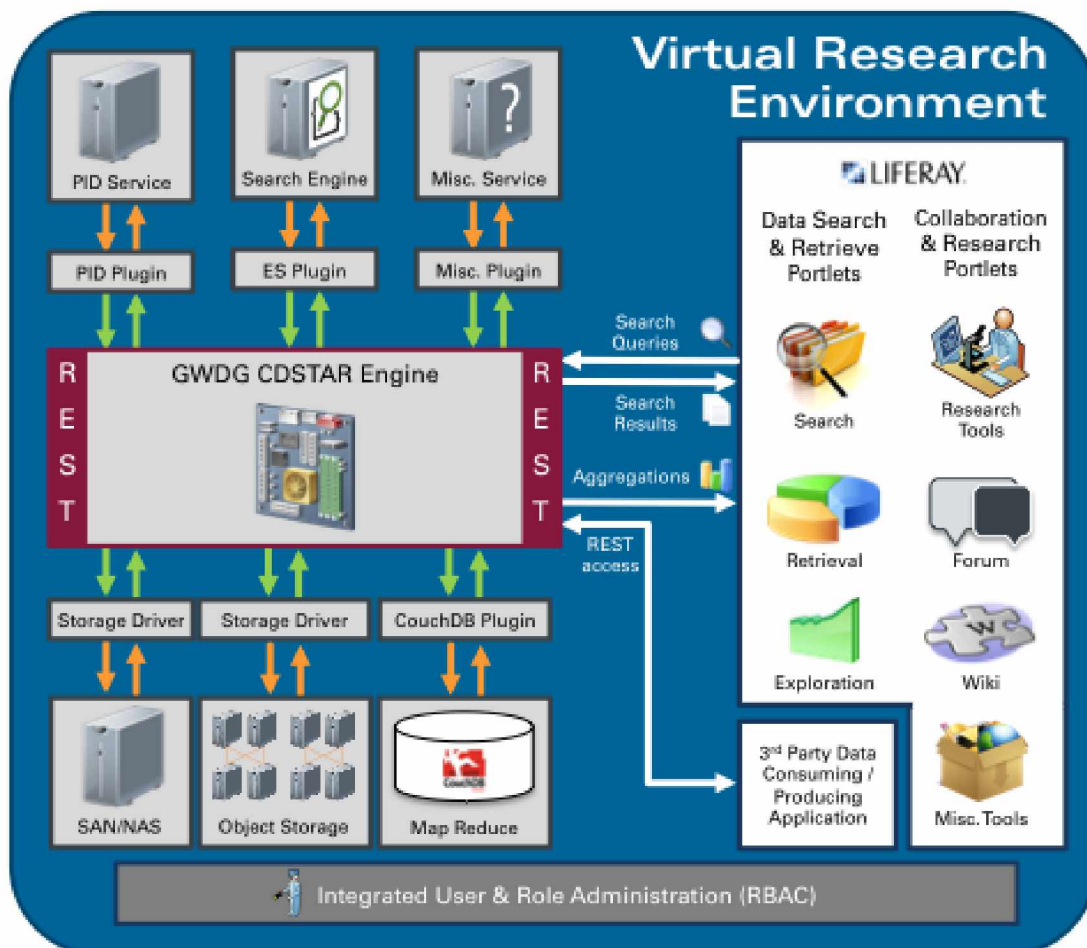 Virtual Research
Environment
PID Service
Search Engine
?
Misc. Service
PID Plugin
ES Plugin
Misc. Plugin
R
E
S
T
GWDG CDSTAR Engine
R
E
S
T
Storage Driver
Storage Driver
CouchDB Plugin
SAN/NAS
Object Storage
CouchDB
Map Reduce
Search
Queries
Search
Results
Aggregations
REST
access
LIFERAY.
Data Search
& Retrieve
Portlets
Collaboration
& Research
Portlets
Search
Research
Tools
Retrieval
Forum
Exploration
W
Wiki
3rd Party Data
Consuming /
Producing
Application
Misc. Tools
Integrated User & Role Administration (RBAC)